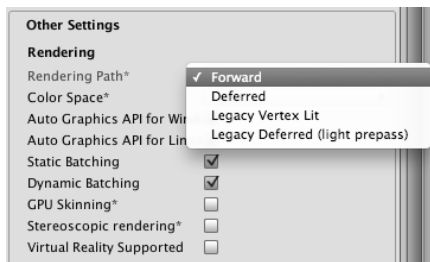 Other Settings
Rendering
Rendering Path*
✓ Forward
Deferred
Legacy Vertex Lit
Legacy Deferred (light prepass)
Color Space*
Auto Graphics API for Win
Auto Graphics API for Lin
Static Batching
Dynamic Batching
GPU Skinning*
Stereoscopic rendering*
Virtual Reality Supported